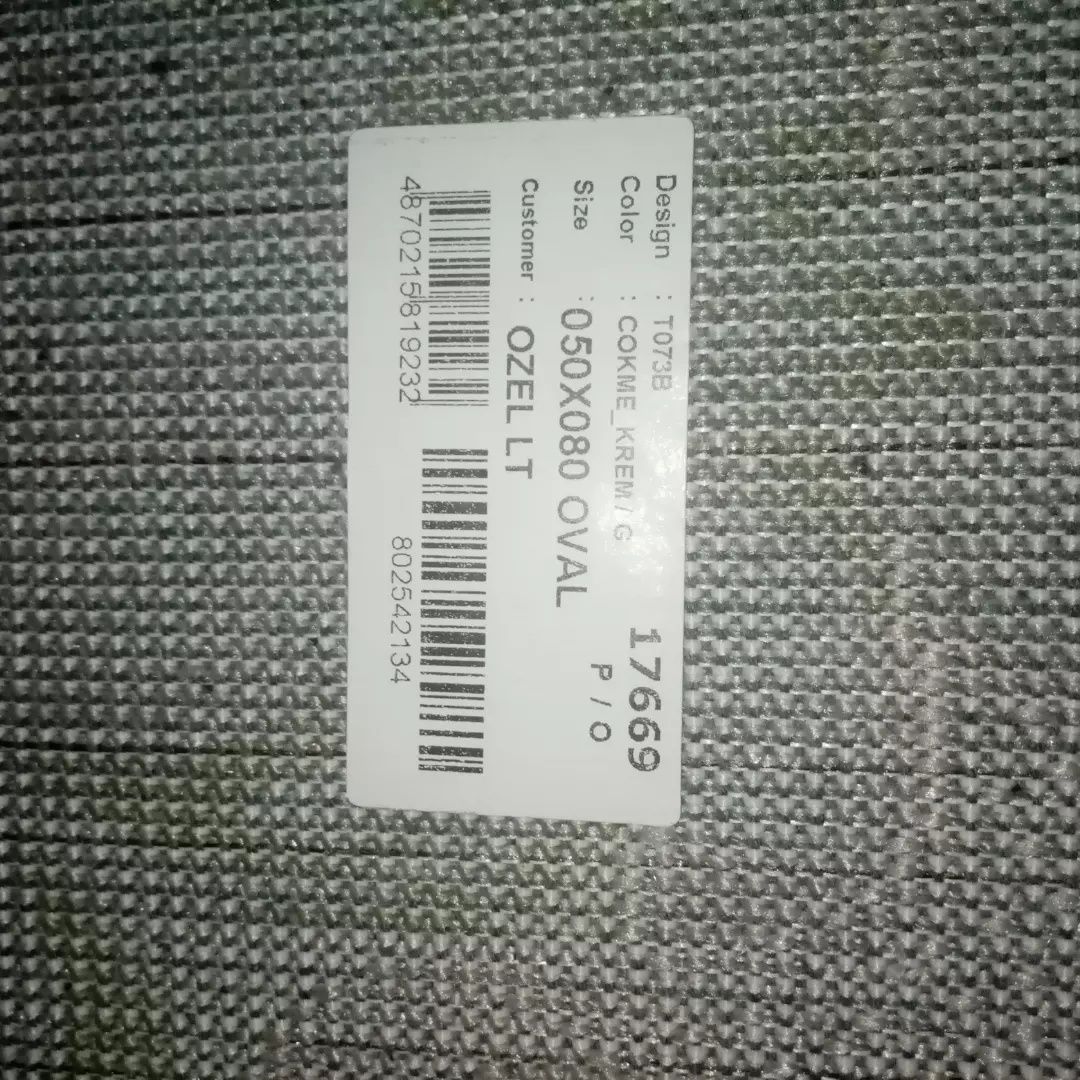 Design : T073B
Color : COKME_KREM / G
17669
Size : 050X080 OVAL
P / O
Customer : OZEL LT
4870215819232
802542134